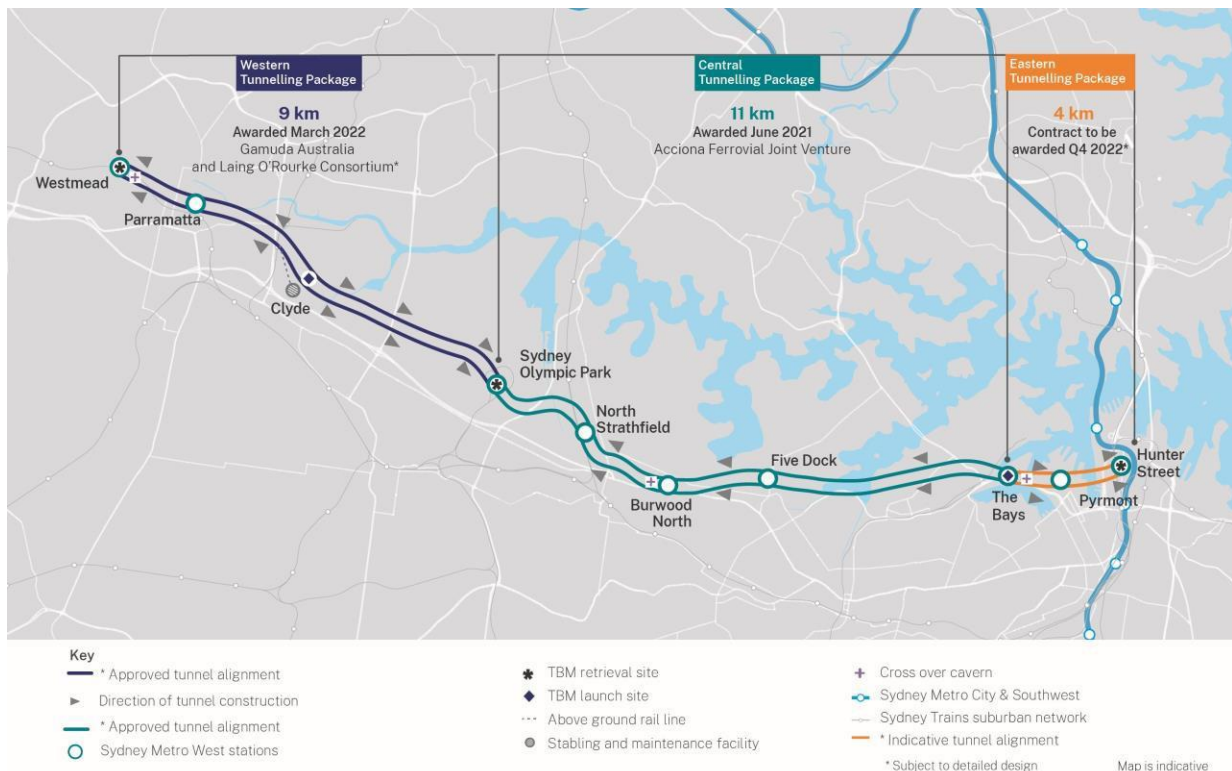 Western
Tunnelling Package
9 km
Awarded March 2022
Gamuda Australia
and Laing O'Rourke Consortium*
Central
Tunnelling Package
11 km
Awarded June 2021
Acciona Ferrovial Joint Venture
Eastern
Tunnelling Package
4 km
Contract to be
awarded Q4 2022*
Westmead
Parramatta
Clyde
Sydney
Olympic Park
North
Strathfield
Burwood
North
Five Dock
The
Bays
Pyrmont
Hunter
Street
Key
* Approved tunnel alignment
Direction of tunnel construction
* Approved tunnel alignment
Sydney Metro West stations
TBM retrieval site
TBM launch site
Above ground rail line
Stabling and maintenance facility
Cross over cavern
Sydney Metro City & Southwest
Sydney Trains suburban network
* Indicative tunnel alignment
* Subject to detailed design
Map is indicative